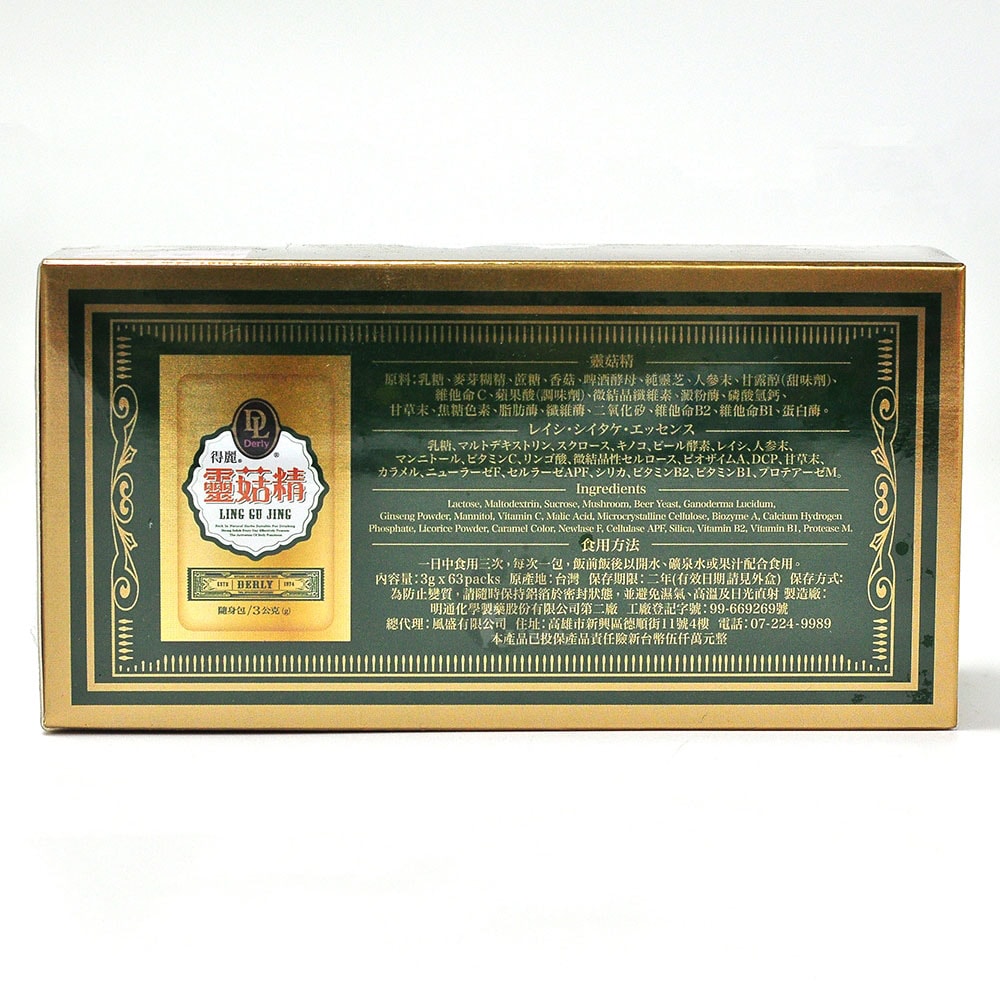 DL
Derly
得麗®
靈菇精
LING GU JING
ESTD
DERLY
1974
隨身包/3公克(g)
靈菇精
原料:乳糖、麥芽糊精、蔗糖、香菇、啤酒酵母、純靈芝、人參末、甘露醇(甜味劑)、
維他命C、蘋果酸(調味劑)、微結晶纖維素、澱粉酶、磷酸氫鈣、
甘草末、焦糖色素、脂肪酶、纖維酶、二氧化矽、維他命B2、維他命B1、蛋白酶。
レイシ・シイタケ・エッセンス
乳糖、マルトデキストリン、スクロース、キノコ、ビール酵素、レイシ、人参末、
マンニトール、ビタミンC、リンゴ酸、微結晶性セルロース、ビオザイムA、DCP、甘草末、
カラメル、ニューラーゼF、セルラーゼAPF、シリカ、ビタミンB2、ビタミンB1、プロテアーゼM。
Ingredients
Lactose, Maltodextrin, Sucrose, Mushroom, Beer Yeast, Ganoderma Lucidum,
Ginseng Powder, Mannitol, Vitamin C, Malic Acid, Microcrystalline Cellulose, Biozyme A, Calcium Hydrogen
Phosphate, Licorice Powder, Caramel Color, Newlase F, Cellulase APF, Silica, Vitamin B2, Vitamin B1, Protease M.
食用方法
一日中食用三次，每次一包，飯前飯後以開水、礦泉水或果汁配合食用。
內容量:3g x 63packs 原產地:台灣 保存期限:二年(有效日期請見外盒) 保存方式:
為防止變質，請隨時保持鋁箔於密封狀態，並避免濕氣、高溫及日光直射 製造廠:
明通化學製藥股份有限公司第二廠 工廠登記字號:99-669269號
總代理:風盛有限公司 住址:高雄市新興區德順街11號4樓 電話:07-224-9989
本產品已投保產品責任險新台幣伍仟萬元整